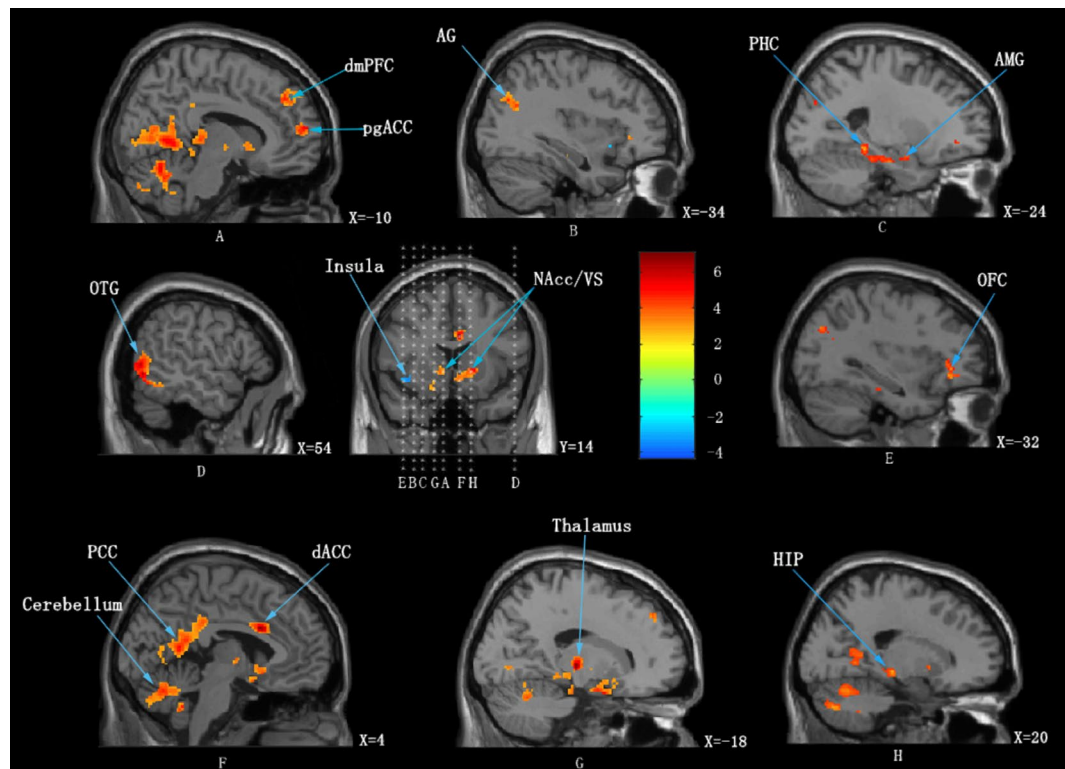 dmPFC
pgACC
X=-10
A
AG
X=-34
B
PHC
AMG
X=-24
C
OTG
X=54
D
Insula
NAcc/VS
Y=14
E B C G A F H D
6
4
2
0
-2
-4
OFC
X=-32
E
PCC
dACC
Cerebellum
X=4
F
Thalamus
X=-18
G
HIP
X=20
H